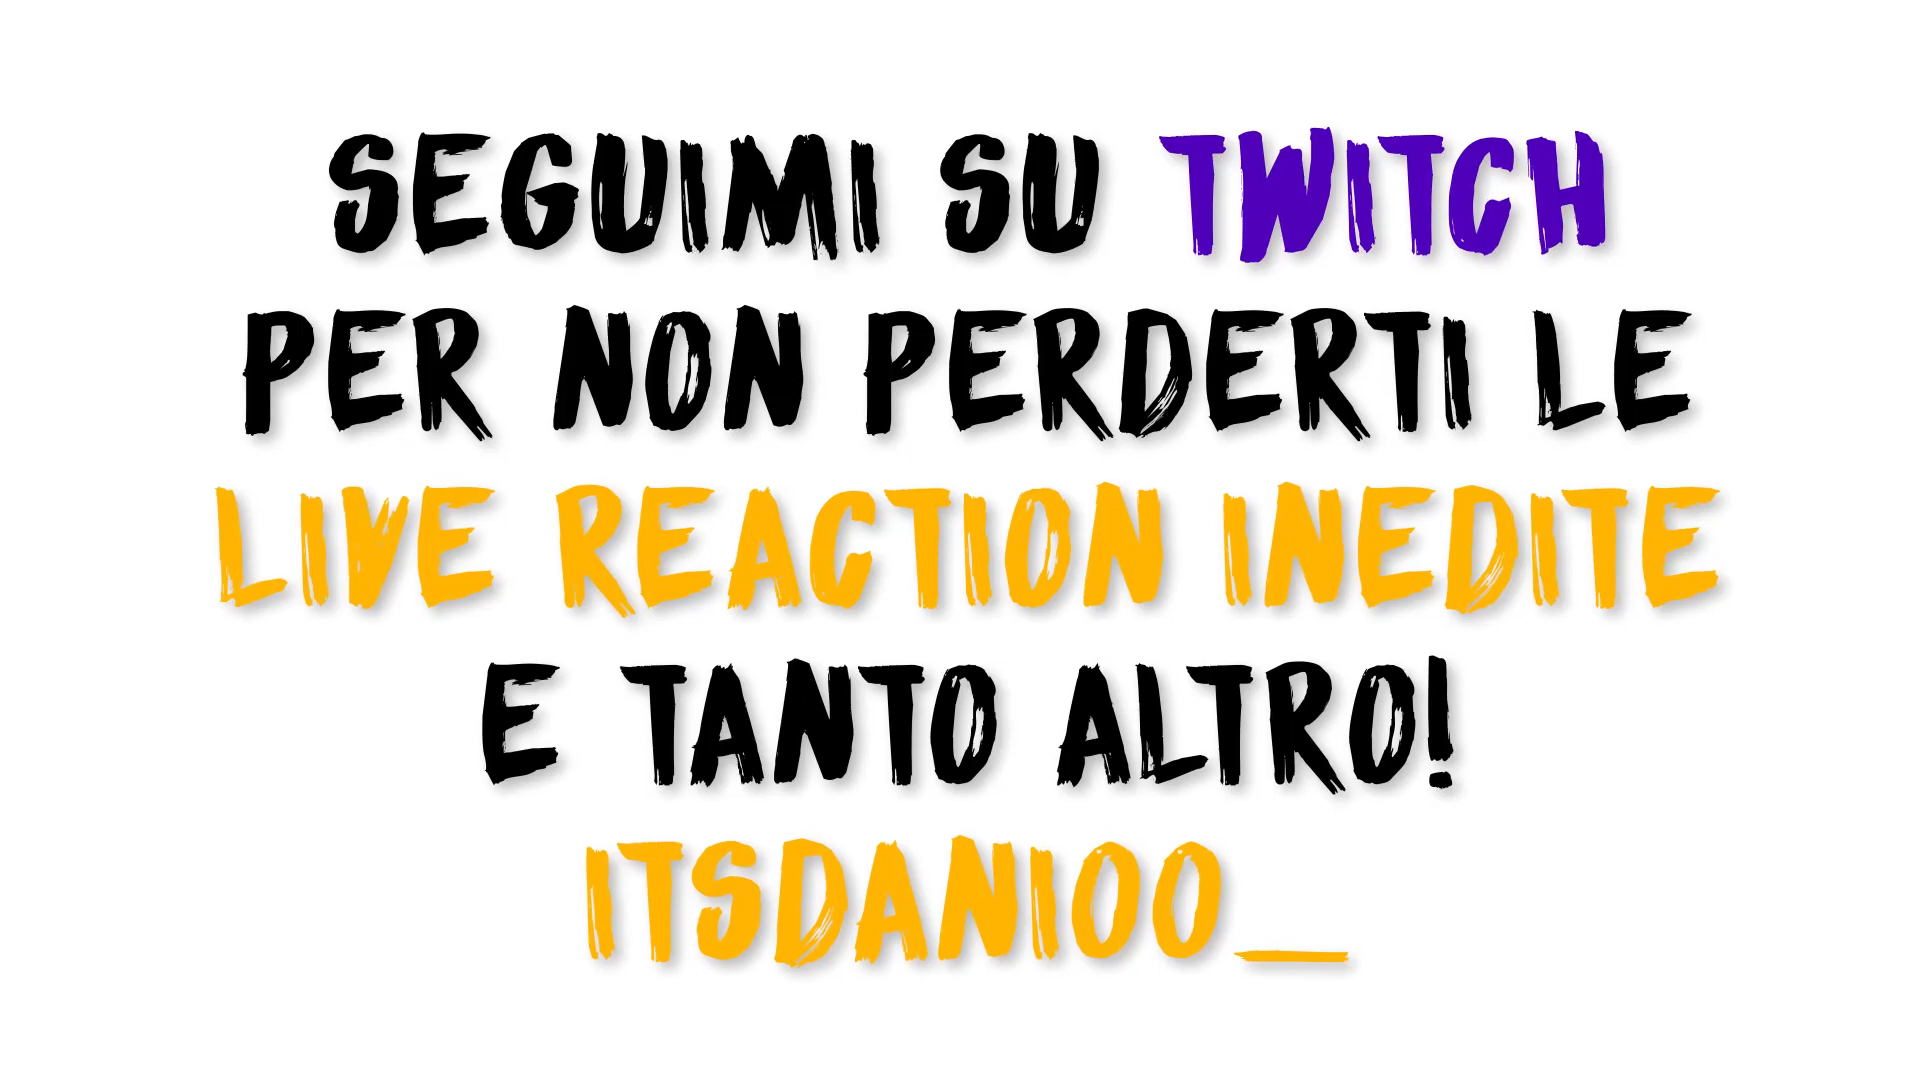 SEGUIMI SU TWITCH
PER NON PERDERTI LE
LIVE REACTION INEDITE
E TANTO ALTRO!
ITSDANI00_